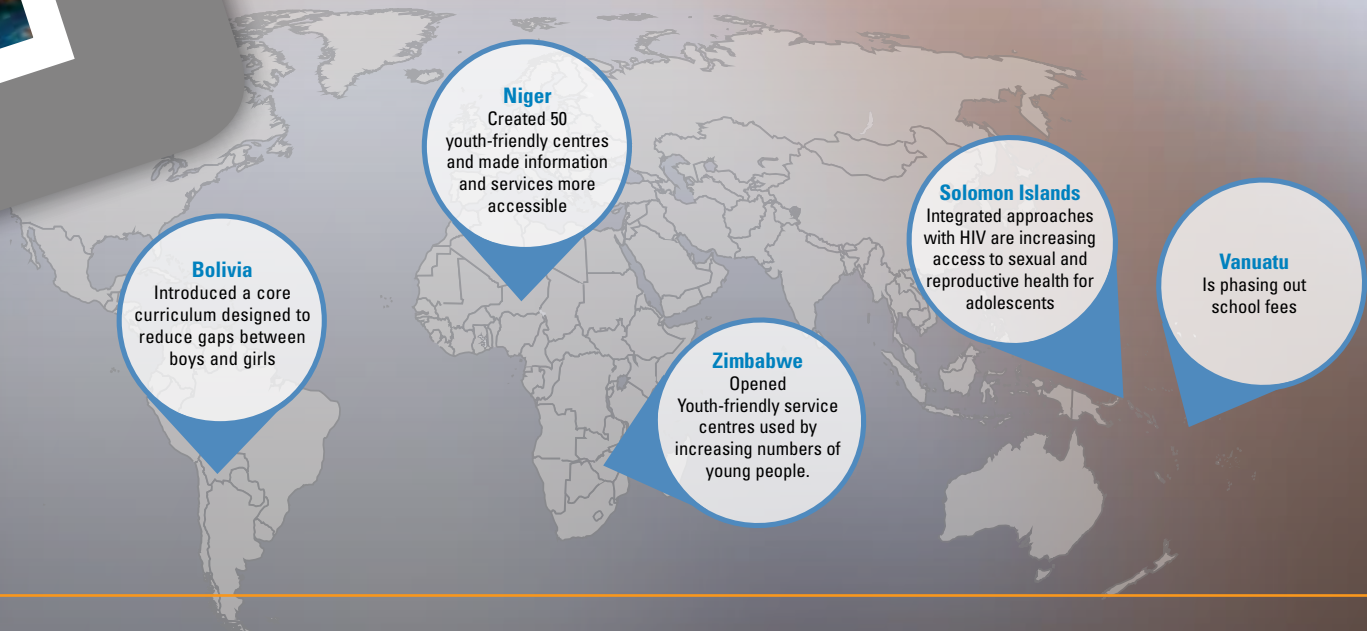 Niger
Created 50
youth-friendly centres
and made information
and services more
accessible
Bolivia
Introduced a core
curriculum designed to
reduce gaps between
boys and girls
Zimbabwe
Opened
Youth-friendly service
centres used by
increasing numbers of
young people.
Solomon Islands
Integrated approaches
with HIV are increasing
access to sexual and
reproductive health for
adolescents
Vanuatu
Is phasing out
school fees